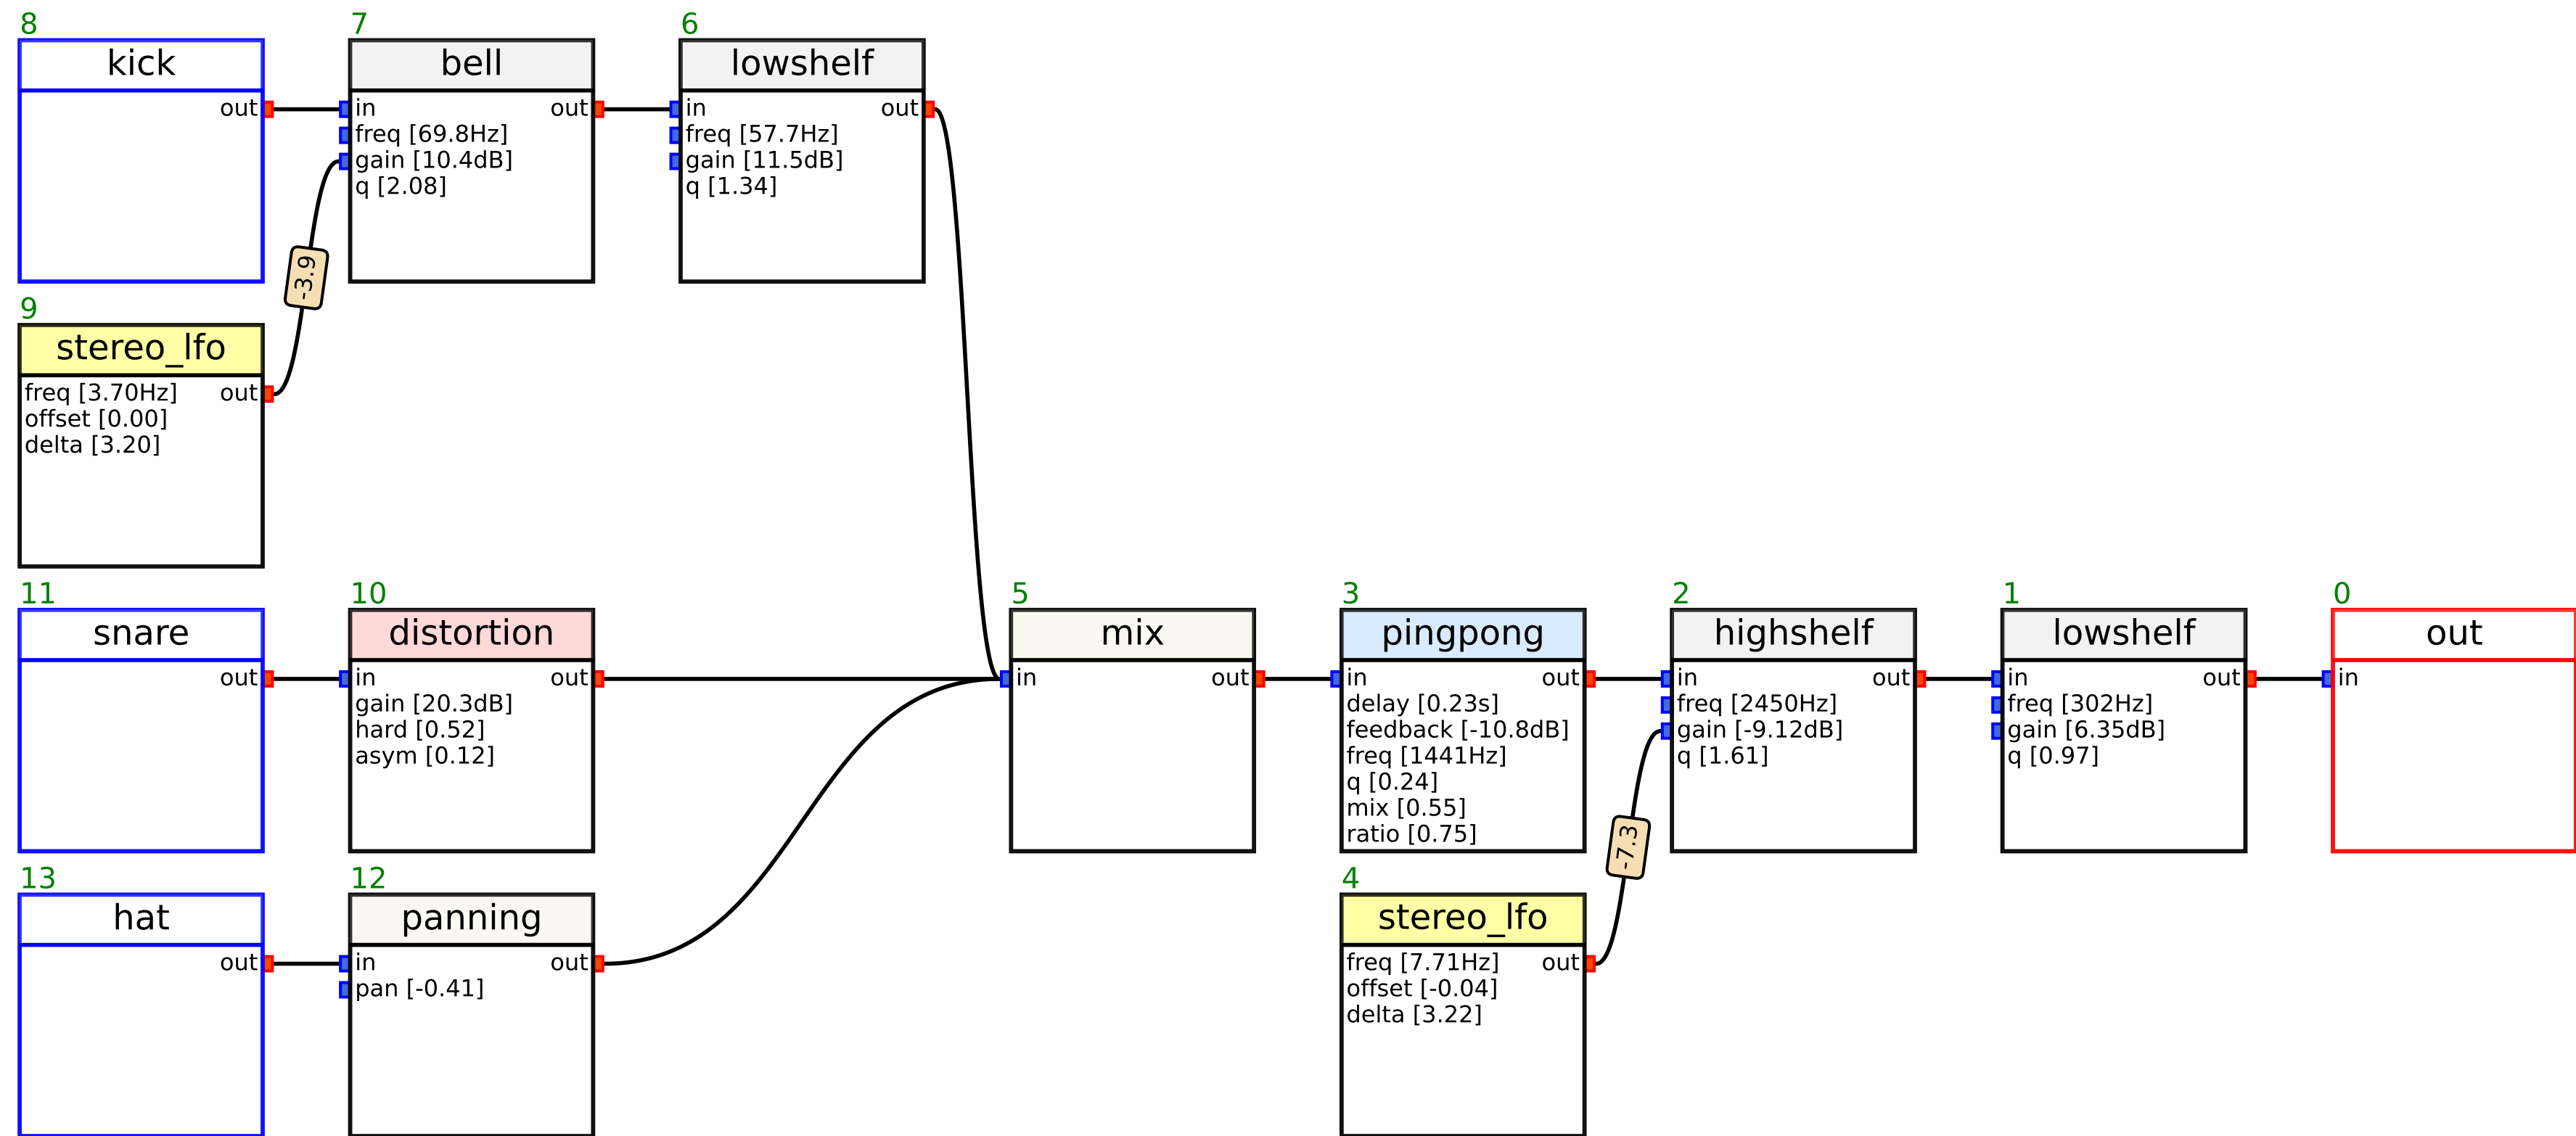 8
kick
out
7
bell
in out
freq [69.8Hz]
gain [10.4dB]
q [2.08]
6
lowshelf
in out
freq [57.7Hz]
gain [11.5dB]
q [1.34]
-3.9
9
stereo_lfo
freq [3.70Hz] out
offset [0.00]
delta [3.20]
11
snare
out
10
distortion
in out
gain [20.3dB]
hard [0.52]
asym [0.12]
5
mix
in out
3
pingpong
in out
delay [0.23s]
feedback [-10.8dB]
freq [1441Hz]
q [0.24]
mix [0.55]
ratio [0.75]
2
highshelf
in out
freq [2450Hz]
gain [-9.12dB]
q [1.61]
1
lowshelf
in out
freq [302Hz]
gain [6.35dB]
q [0.97]
0
out
in
-7.3
13
hat
out
12
panning
in out
pan [-0.41]
4
stereo_lfo
freq [7.71Hz] out
offset [-0.04]
delta [3.22]